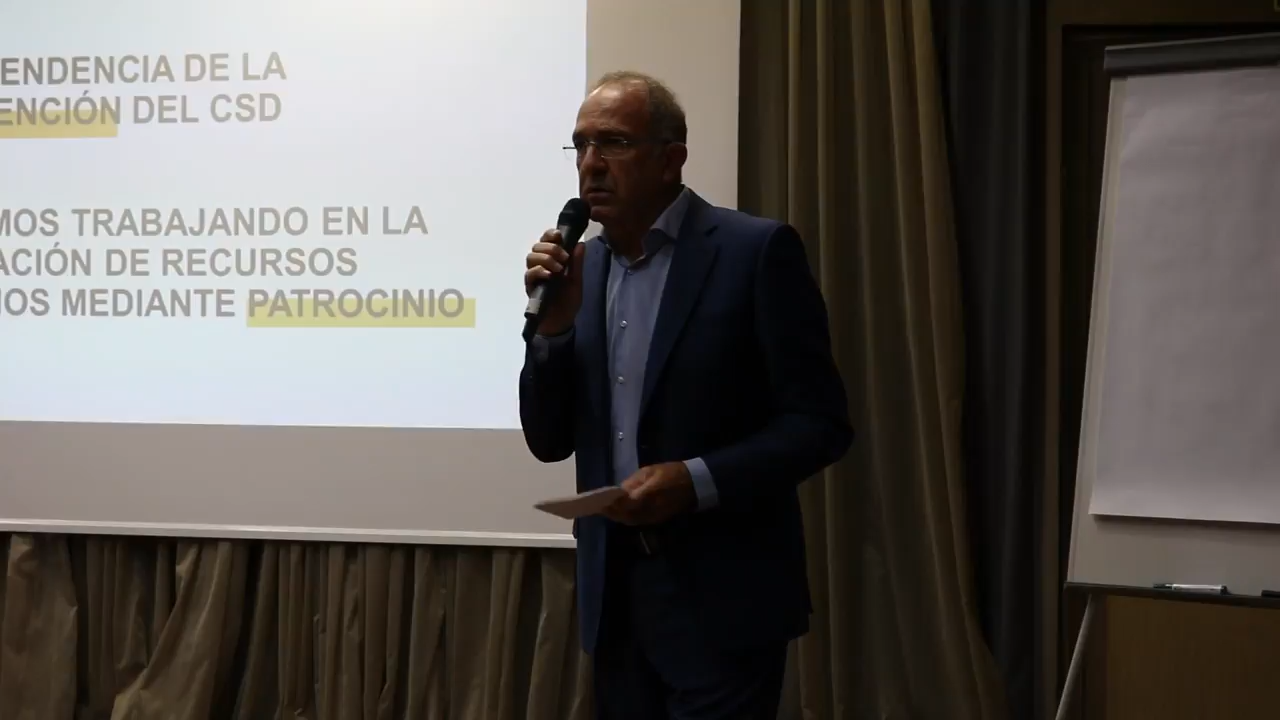 ENDENCIA DE LA
ENCIÓN DEL CSD
MOS TRABAJANDO EN LA
ACIÓN DE RECURSOS
IOS MEDIANTE PATROCINIO